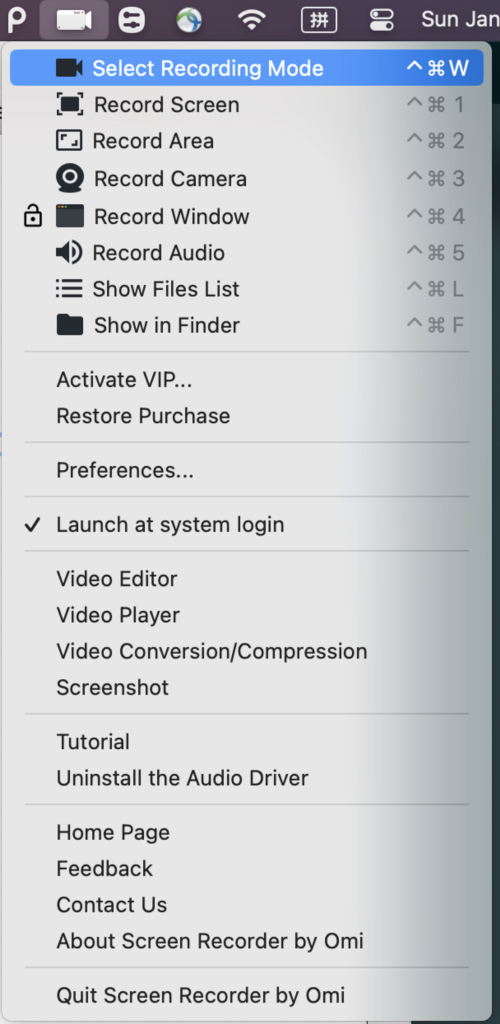 拼 Sun Jan
Select Recording Mode ^⌘W
Record Screen ^⌘ 1
Record Area ^⌘ 2
Record Camera ^⌘ 3
Record Window ^⌘ 4
Record Audio ^⌘ 5
Show Files List ^⌘ L
Show in Finder ^⌘ F
Activate VIP...
Restore Purchase
Preferences...
✓ Launch at system login
Video Editor
Video Player
Video Conversion/Compression
Screenshot
Tutorial
Uninstall the Audio Driver
Home Page
Feedback
Contact Us
About Screen Recorder by Omi
Quit Screen Recorder by Omi